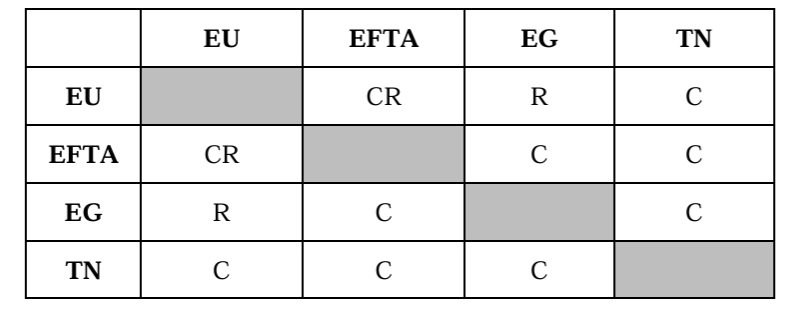 EU EFTA EG TN
EU CR R C
EFTA CR C C
EG R C C
TN C C C